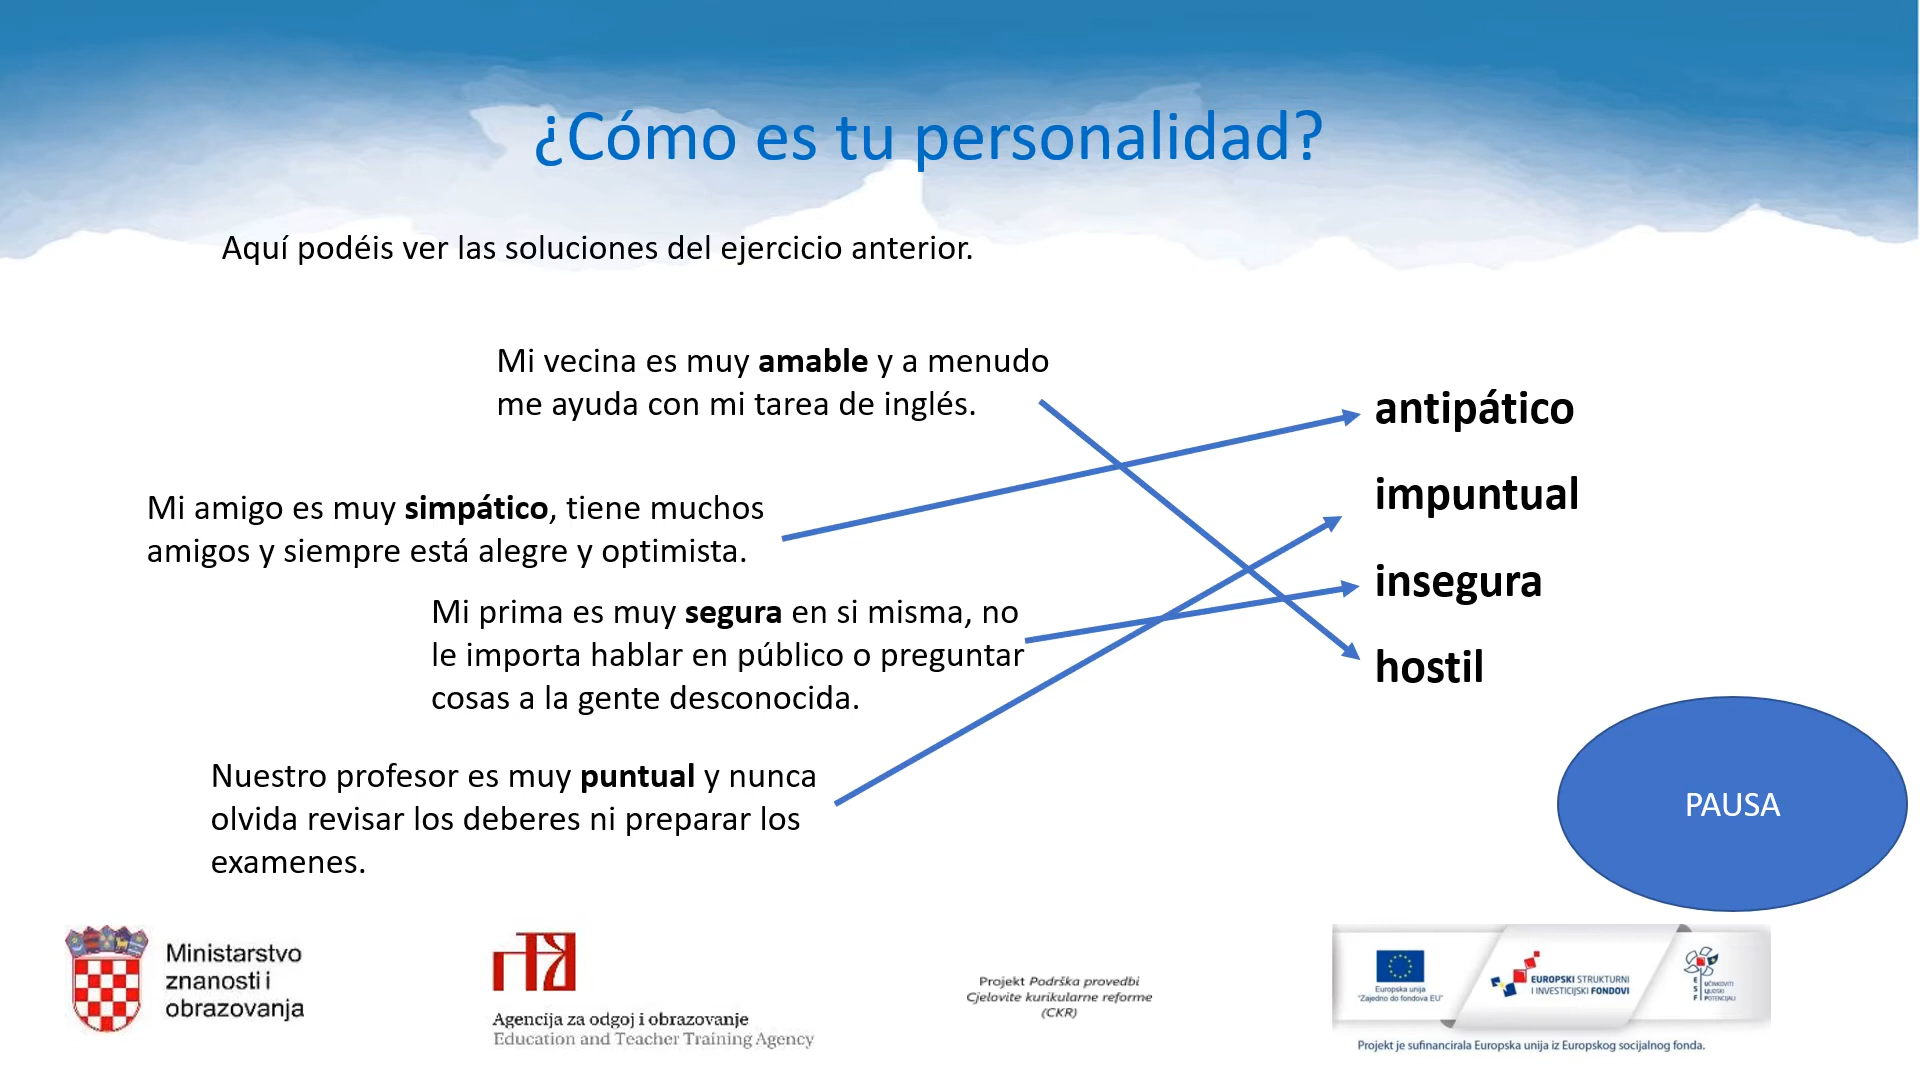 ¿Cómo es tu personalidad?
Aquí podéis ver las soluciones del ejercicio anterior.
Mi vecina es muy amable y a menudo
me ayuda con mi tarea de inglés.
Mi amigo es muy simpático, tiene muchos
amigos y siempre está alegre y optimista.
Mi prima es muy segura en si misma, no
le importa hablar en público o preguntar
cosas a la gente desconocida.
Nuestro profesor es muy puntual y nunca
olvida revisar los deberes ni preparar los
examenes.
antipático
impuntual
insegura
hostil
PAUSA
Ministarstvo
znanosti i
obrazovanja
Agencija za odgoj i obrazovanje
Education and Teacher Training Agency
Projekt Podrška provedbi
Cjelovite kurikularne reforme
(CKR)
Europska unija
"Zajedno do fondova EU"
EUROPSKI STRUKTURNI
I INVESTICIJSKI FONDOVI
ESF
UČINKOVITI
LJUDSKI
POTENCIJALI
Projekt je sufinancirala Europska unija iz Europskog socijalnog fonda.